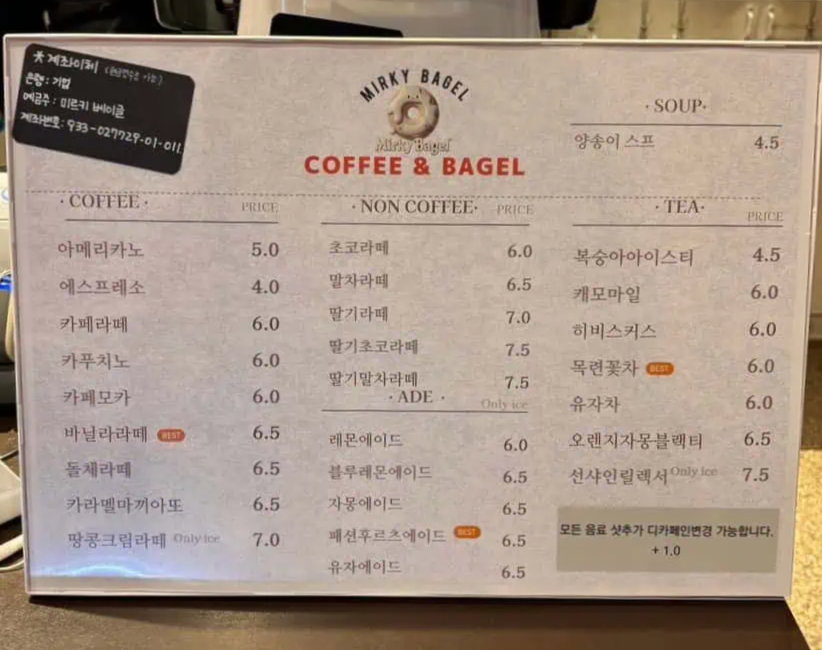 ※계좌이체 (현금영수증 가능)
은행 : 기업
예금주 : 미르키 베이글
계좌번호 : 933-027729-01-011
MIRKY BAGEL
Mirky Bagel
COFFEE & BAGEL
· SOUP·
양송이 스프 4.5
· COFFEE · PRICE
아메리카노 5.0
에스프레소 4.0
카페라떼 6.0
카푸치노 6.0
카페모카 6.0
바닐라라떼 BEST 6.5
돌체라떼 6.5
카라멜마끼아또 6.5
땅콩크림라떼 Only ice 7.0
· NON COFFEE· PRICE
초코라떼 6.0
말차라떼 6.5
딸기라떼 7.0
딸기초코라떼 7.5
딸기말차라떼 7.5
· ADE · Only ice
레몬에이드 6.0
블루레몬에이드 6.5
자몽에이드 6.5
패션후르츠에이드 BEST 6.5
유자에이드 6.5
· TEA· PRICE
복숭아아이스티 4.5
캐모마일 6.0
히비스커스 6.0
목련꽃차 BEST 6.0
유자차 6.0
오렌지자몽블랙티 6.5
선샤인릴렉서 Only ice 7.5
모든 음료 샷추가 디카페인변경 가능합니다.
+ 1.0